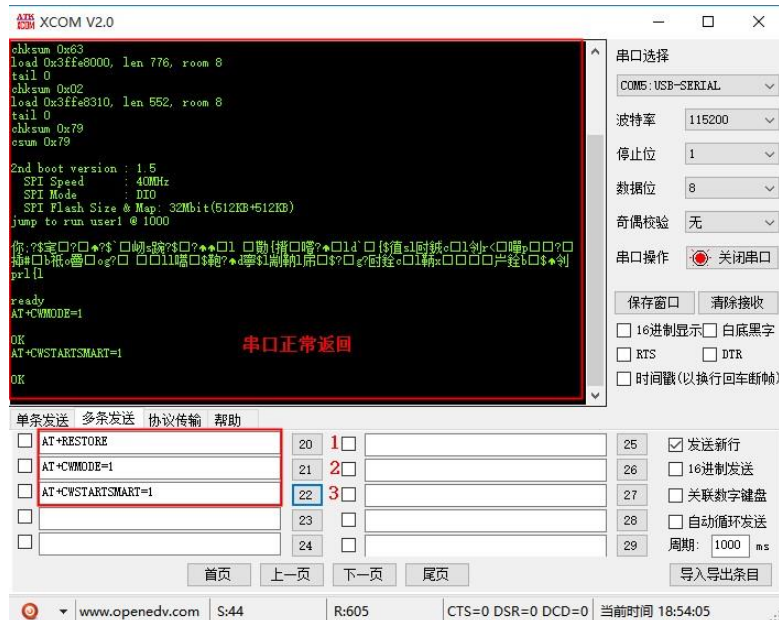 XCOM V2.0
chksum 0x63
load 0x3ffe8000, len 776, room 8
tail 0
chksum 0x02
load 0x3ffe8310, len 552, room 8
tail 0
chksum 0x79
csum 0x79
2nd boot version : 1.5
SPI Speed : 40MHz
SPI Mode : DIO
SPI Flash Size & Map: 32Mbit(512KB+512KB)
jump to run user1 @ 1000
prl{l
ready
AT+CWMODE=1
OK
AT+CWSTARTSMART=1
OK
串口正常返回
串口选择
COM5:USB-SERIAL
波特率 115200
停止位 1
数据位 8
奇偶校验 无
串口操作 关闭串口
保存窗口 清除接收
16进制显示 白底黑字
RTS DTR
时间戳(以换行回车断帧)
单条发送 多条发送 协议传输 帮助
AT+RESTORE 20 1 25 发送新行
AT+CWMODE=1 21 2 26 16进制发送
AT+CWSTARTSMART=1 22 3 27 关联数字键盘
23 28 自动循环发送
24 29 周期: 1000 ms
首页 上一页 下一页 尾页 导入导出条目
www.openedv.com S:44 R:605 CTS=0 DSR=0 DCD=0 当前时间 18:54:05